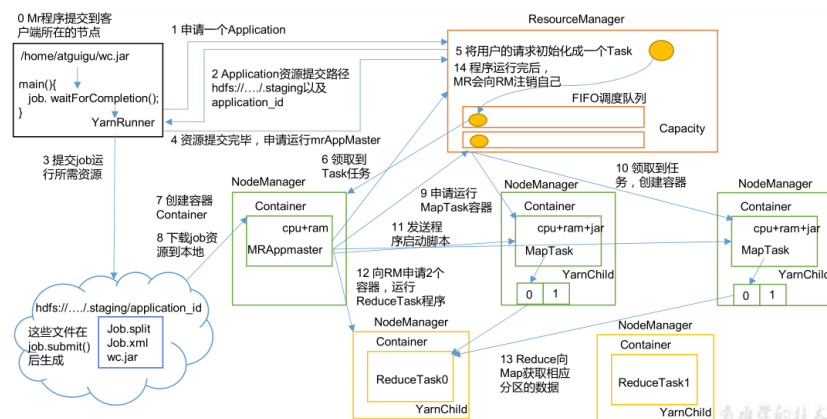 0 Mr程序提交到客
户端所在的节点
/home/atguigu/wc.jar
main(){
job. waitForCompletion();
}
YarnRunner
1 申请一个Application
2 Application资源提交路径
hdfs://…./.staging以及
application_id
4 资源提交完毕，申请运行mrAppMaster
3 提交job运
行所需资源
ResourceManager
5 将用户的请求初始化成一个Task
14 程序运行完后，
MR会向RM注销自己
FIFO调度队列
Capacity
6 领取到
Task任务
7 创建容器
Container
8 下载job资
源到本地
NodeManager
Container
cpu+ram
MRAppmaster
9 申请运行
MapTask容器
11 发送程
序启动脚本
NodeManager
Container
cpu+ram+jar
MapTask
YarnChild
0
1
10 领取到任
务，创建容器
NodeManager
Container
cpu+ram+jar
MapTask
YarnChild
0
1
12 向RM申请2个
容器，运行
ReduceTask程序
hdfs://…./.staging/application_id
这些文件在
job.submit()
后生成
Job.split
Job.xml
wc.jar
NodeManager
Container
ReduceTask0
YarnChild
13 Reduce向
Map获取相应
分区的数据
NodeManager
Container
ReduceTask1
YarnChild